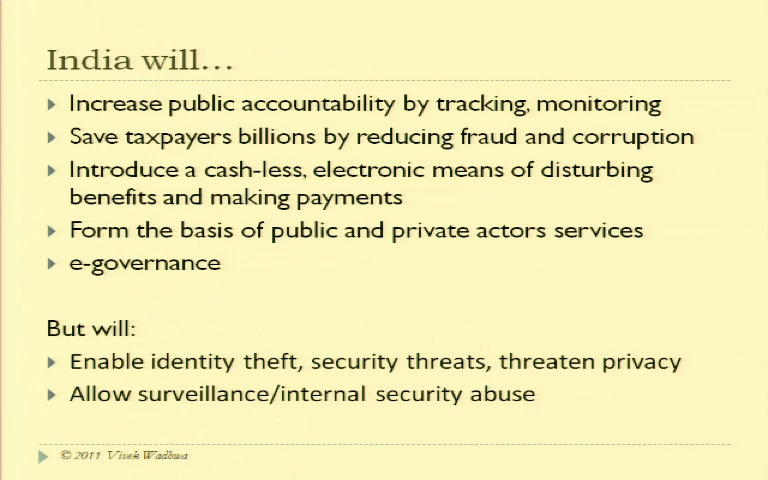 India will...
Increase public accountability by tracking, monitoring
Save taxpayers billions by reducing fraud and corruption
Introduce a cash-less, electronic means of disturbing
benefits and making payments
Form the basis of public and private actors services
e-governance
But will:
Enable identity theft, security threats, threaten privacy
Allow surveillance/internal security abuse
© 2011 Vivek Wadhwa